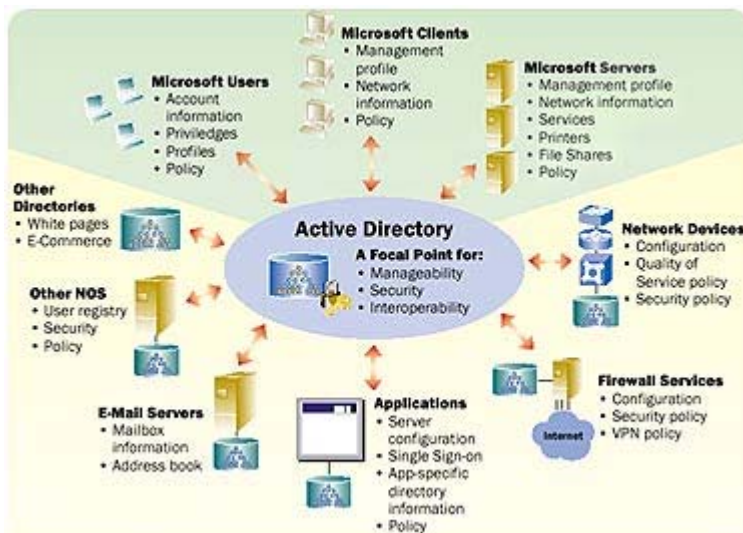 Microsoft Clients
• Management
profile
• Network
information
• Policy
Microsoft Users
• Account
information
• Priviledges
• Profiles
• Policy
Microsoft Servers
• Management profile
• Network information
• Services
• Printers
• File Shares
• Policy
Other
Directories
• White pages
• E-Commerce
Active Directory
A Focal Point for:
• Manageability
• Security
• Interoperability
Network Devices
• Configuration
• Quality of
Service policy
• Security policy
Other NOS
• User registry
• Security
• Policy
E-Mail Servers
• Mailbox
information
• Address book
Applications
• Server
configuration
• Single Sign-on
• App-specific
directory
information
• Policy
Internet
Firewall Services
• Configuration
• Security policy
• VPN policy